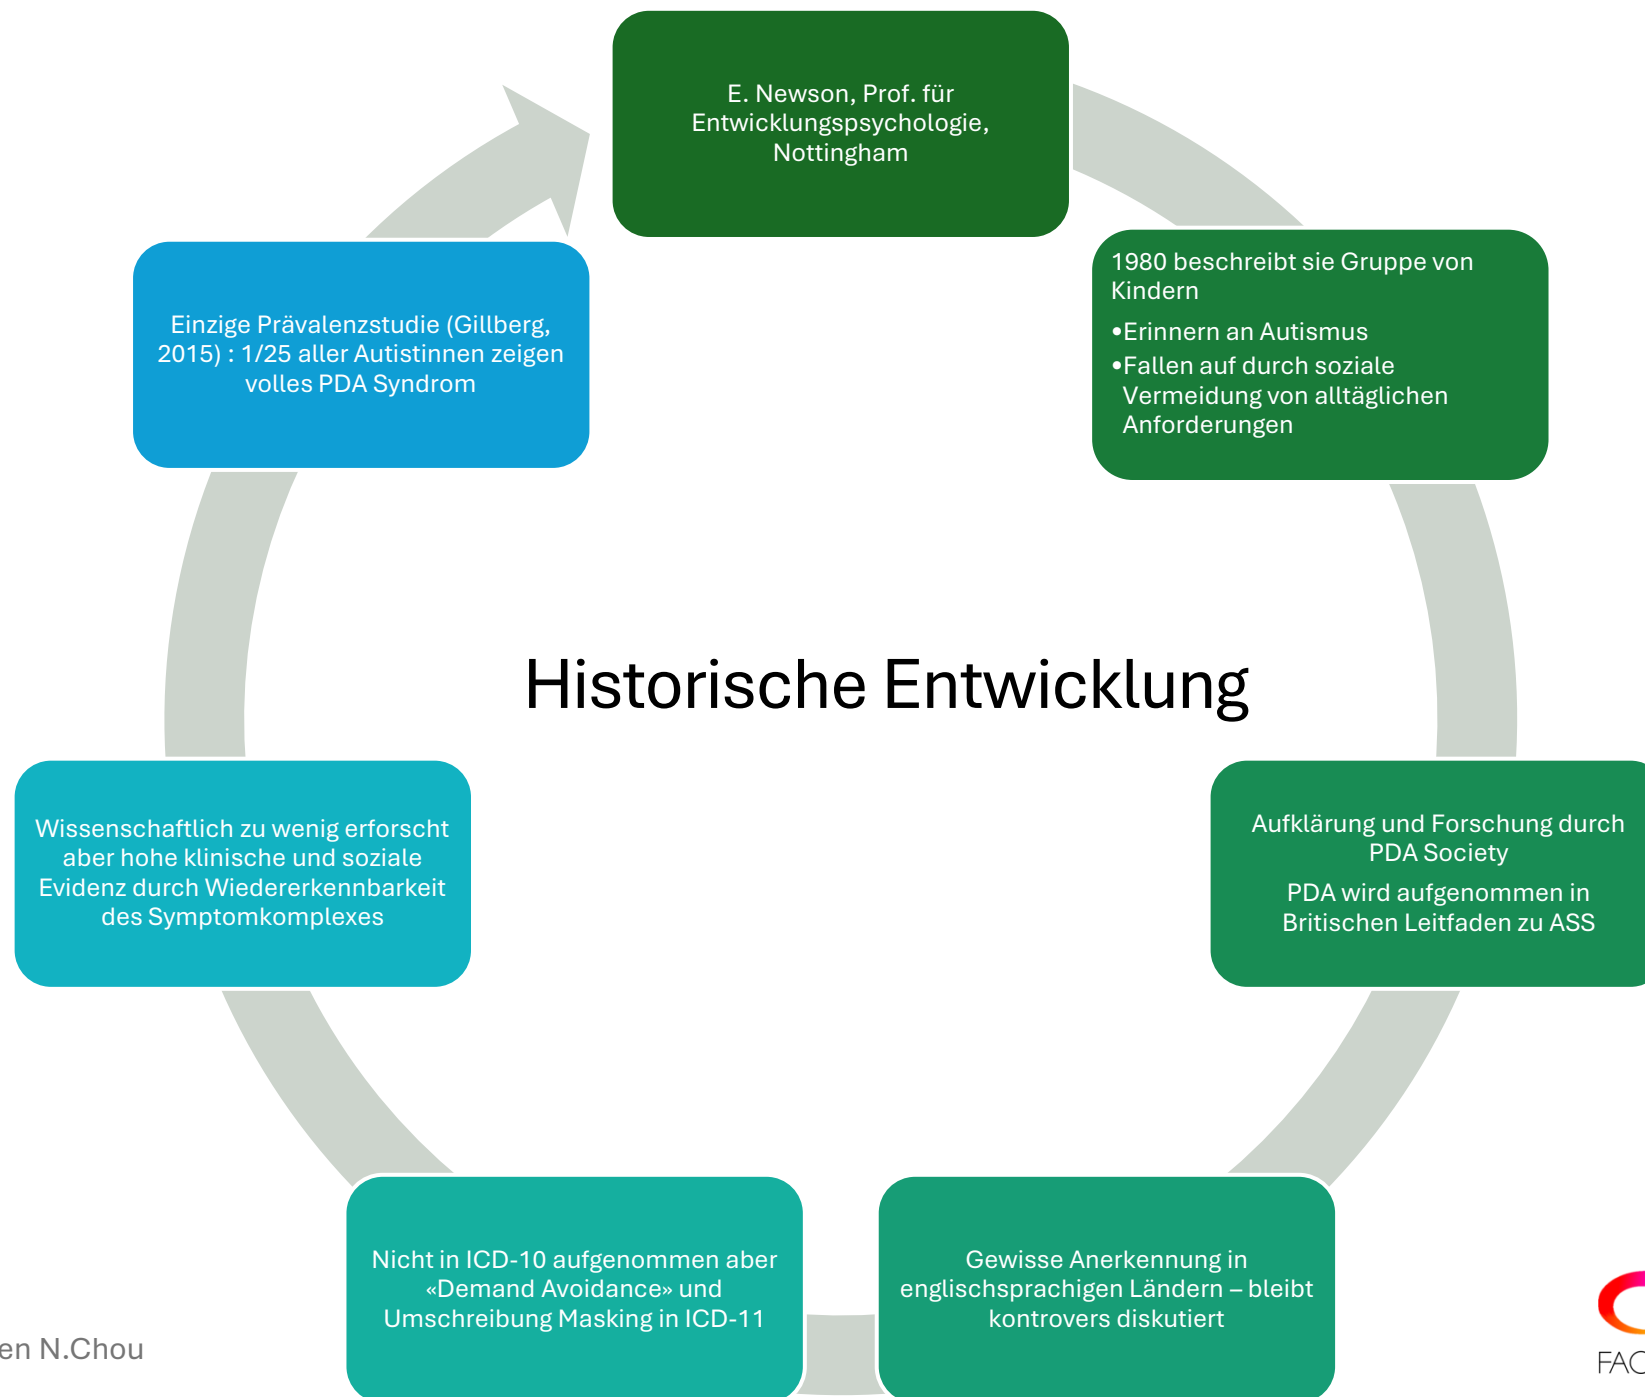 E. Newson, Prof. für
Entwicklungspsychologie,
Nottingham
1980 beschreibt sie Gruppe von
Kindern
•Erinnern an Autismus
•Fallen auf durch soziale
Vermeidung von alltäglichen
Anforderungen
Aufklärung und Forschung durch
PDA Society
PDA wird aufgenommen in
Britischen Leitfaden zu ASS
Gewisse Anerkennung in
englischsprachigen Ländern – bleibt
kontrovers diskutiert
Nicht in ICD-10 aufgenommen aber
«Demand Avoidance» und
Umschreibung Masking in ICD-11
Wissenschaftlich zu wenig erforscht
aber hohe klinische und soziale
Evidenz durch Wiedererkennbarkeit
des Symptomkomplexes
Einzige Prävalenzstudie (Gillberg,
2015) : 1/25 aller Autistinnen zeigen
volles PDA Syndrom
Historische Entwicklung
en N.Chou